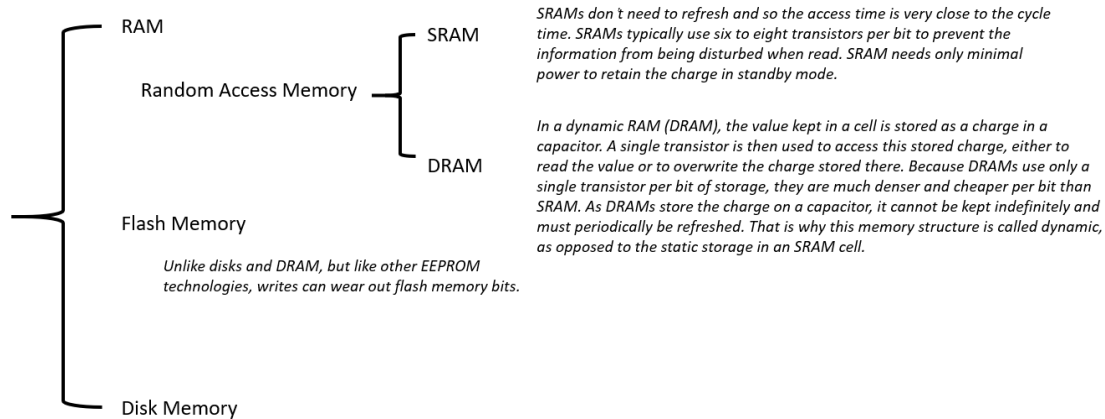 RAM
Random Access Memory
SRAM
SRAMs don't need to refresh and so the access time is very close to the cycle
time. SRAMs typically use six to eight transistors per bit to prevent the
information from being disturbed when read. SRAM needs only minimal
power to retain the charge in standby mode.
DRAM
In a dynamic RAM (DRAM), the value kept in a cell is stored as a charge in a
capacitor. A single transistor is then used to access this stored charge, either to
read the value or to overwrite the charge stored there. Because DRAMs use only a
single transistor per bit of storage, they are much denser and cheaper per bit than
SRAM. As DRAMs store the charge on a capacitor, it cannot be kept indefinitely and
must periodically be refreshed. That is why this memory structure is called dynamic,
as opposed to the static storage in an SRAM cell.
Flash Memory
Unlike disks and DRAM, but like other EEPROM
technologies, writes can wear out flash memory bits.
Disk Memory